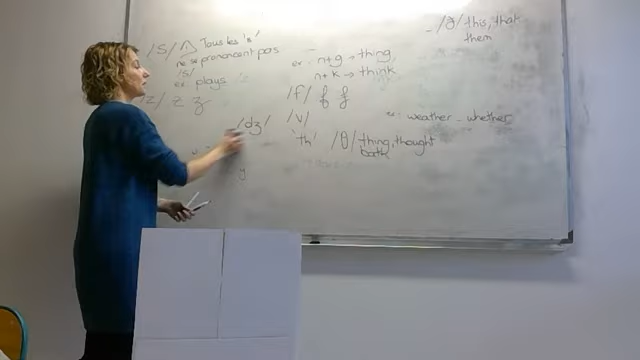 /s/ ⚠ Tous les 's'
ne se prononcent pas
/s/
ex: plays
/z/ z ʒ
/dʒ/
y
ex: n+g → thing
n+k → think
/f/ f f
/v/
'th' /θ/ thing, thought
bath
- /ð/ this, that
them
ex: weather - whether